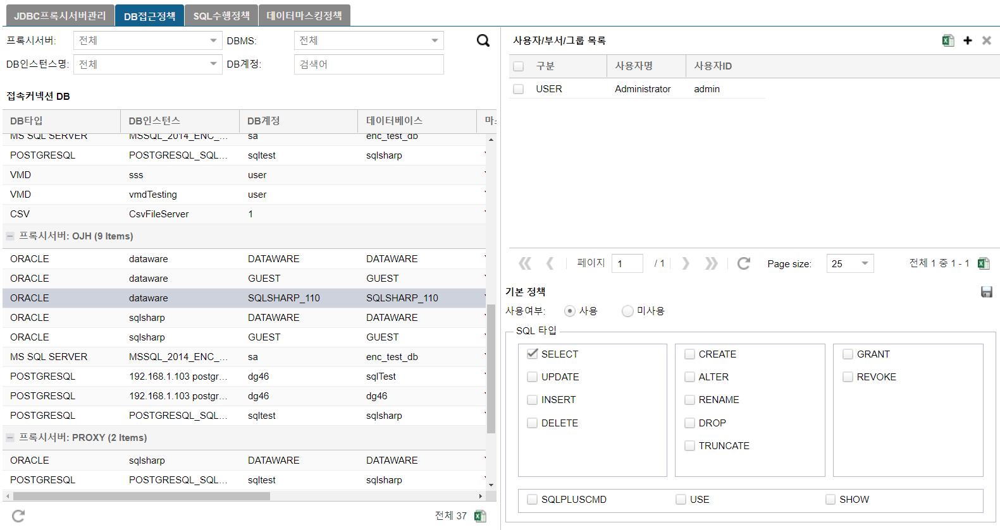 JDBC프록시서버관리 DB접근정책 SQL수행정책 데이터마스킹정책
프록시서버: 전체 DBMS: 전체
DB인스턴스명: 전체 DB계정: 검색어
접속커넥션 DB
DB타입 DB인스턴스 DB계정 데이터베이스
MS SQL SERVER MSSQL_2014_ENC_... sa enc_test_db
POSTGRESQL POSTGRESQL_SQL... sqltest sqlsharp
VMD sss user
VMD vmdTesting user
CSV CsvFileServer 1
프록시서버: OJH (9 Items)
ORACLE dataware DATAWARE DATAWARE
ORACLE dataware GUEST GUEST
ORACLE dataware SQLSHARP_110 SQLSHARP_110
ORACLE sqlsharp DATAWARE DATAWARE
ORACLE sqlsharp GUEST GUEST
MS SQL SERVER MSSQL_2014_ENC_... sa enc_test_db
POSTGRESQL 192.168.1.103 postgr... dg46 sqlTest
POSTGRESQL 192.168.1.103 postgr... dg46 dg46
POSTGRESQL POSTGRESQL_SQL... sqltest sqlsharp
프록시서버: PROXY (2 Items)
ORACLE sqlsharp DATAWARE DATAWARE
POSTGRESQL POSTGRESQL_SQL... sqltest sqlsharp
전체 37
사용자/부서/그룹 목록
구분 사용자명 사용자ID
USER Administrator admin
페이지 1 / 1 Page size: 25 전체 1 중 1 - 1
기본 정책
사용여부: 사용 미사용
SQL 타입
SELECT CREATE GRANT
UPDATE ALTER REVOKE
INSERT RENAME
DELETE DROP
TRUNCATE
SQLPLUSCMD USE SHOW